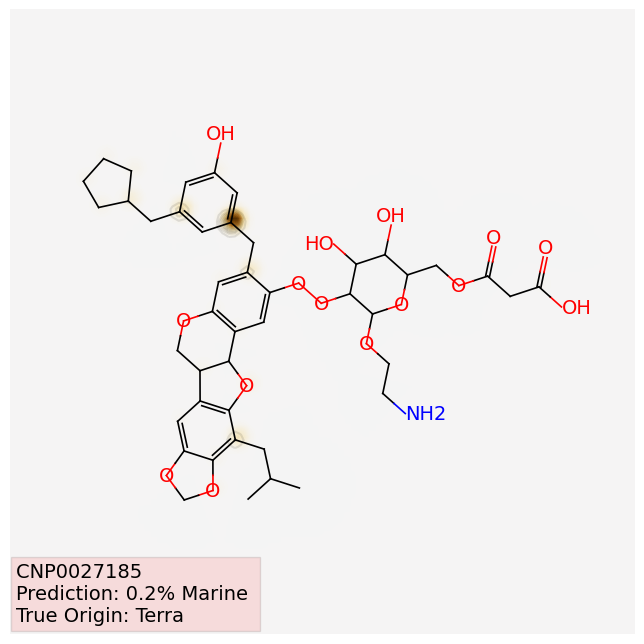 OH
OH
HO
O
O
O
O
O
OH
O
O
O
O
NH2
O
O
O
CNP0027185
Prediction: 0.2% Marine
True Origin: Terra